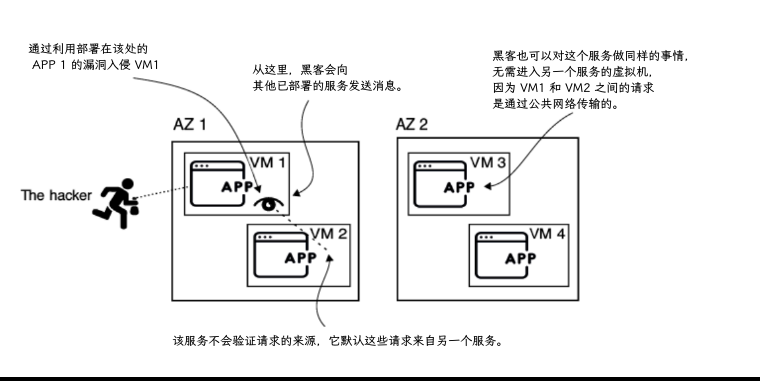 通过利用部署在该处的
APP 1 的漏洞入侵 VM1
从这里，黑客会向
其他已部署的服务发送消息。
黑客也可以对这个服务做同样的事情，
无需进入另一个服务的虚拟机，
因为 VM1 和 VM2 之间的请求
是通过公共网络传输的。
AZ 1
AZ 2
VM 1
APP
VM 3
APP
The hacker
VM 2
APP
VM 4
APP
该服务不会验证请求的来源，它默认这些请求来自另一个服务。